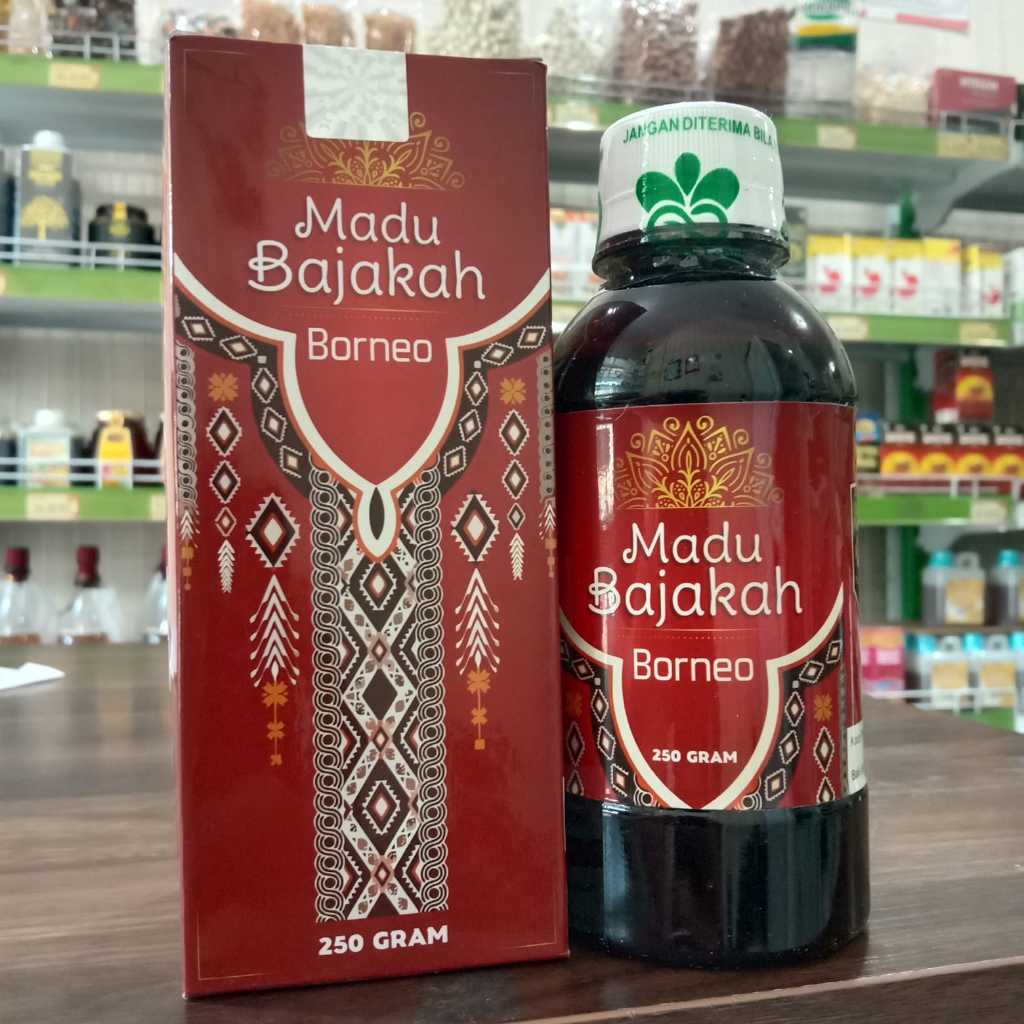 Madu
Bajakah
Borneo
250 GRAM
JANGAN DITERIMA BILA
Madu
Bajakah
Borneo
250 GRAM